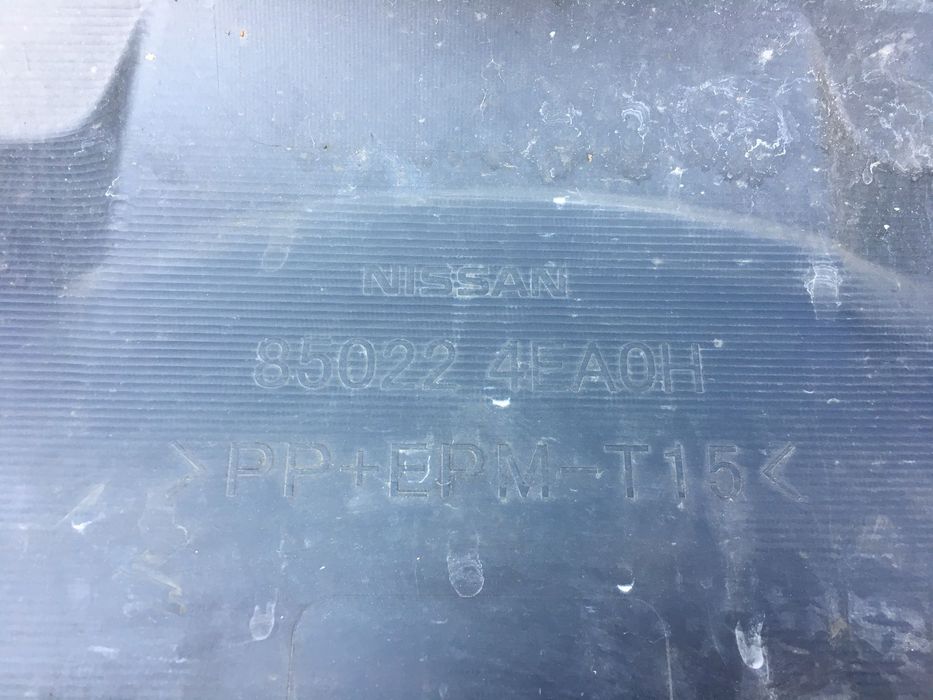 NISSAN
85022 4EA0H
>PP+EPM-T15<